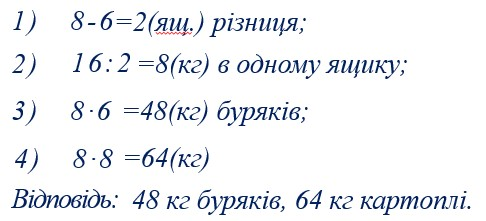 1) 8-6=2(ящ.) різниця;
2) 16:2=8(кг) в одному ящику;
3) 8·6 =48(кг) буряків;
4) 8·8 =64(кг)
Відповідь: 48 кг буряків, 64 кг картоплі.